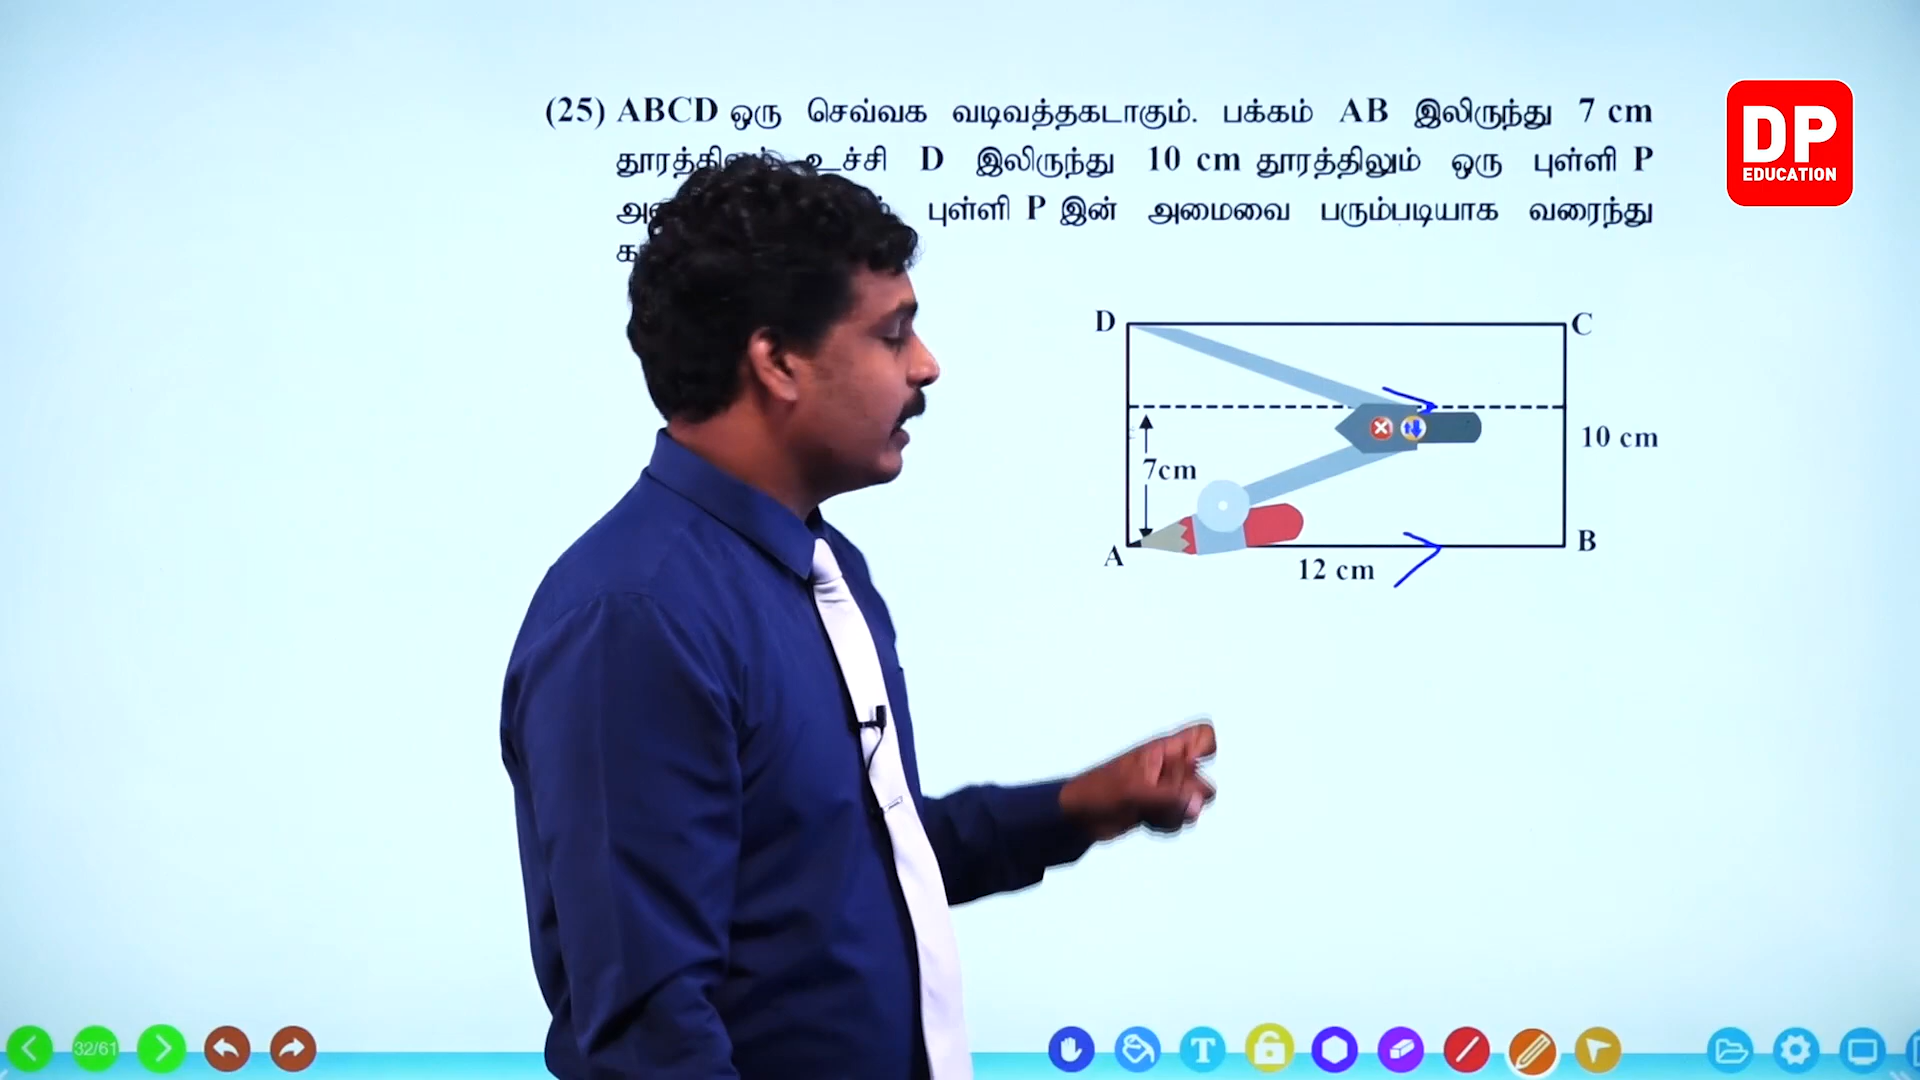 (25) ABCD ஒரு செவ்வக வடிவத்தகடாகும். பக்கம் AB இலிருந்து 7 cm
உச்சி D இலிருந்து 10 cm தூரத்திலும் ஒரு புள்ளி P
புள்ளி P இன் அமைவை பரும்படியாக வரைந்து
DP
EDUCATION
D
C
7cm
10 cm
A
B
12 cm
32/61
T